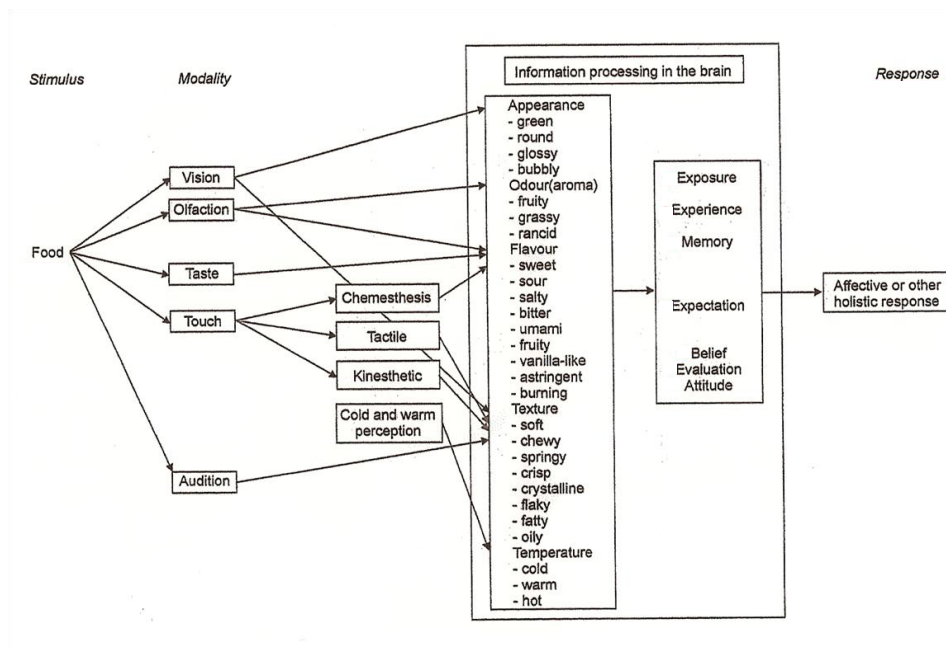 Stimulus
Modality
Information processing in the brain
Response
Food
Vision
Olfaction
Taste
Touch
Audition
Chemesthesis
Tactile
Kinesthetic
Cold and warm
perception
Appearance
- green
- round
- glossy
- bubbly
Odour(aroma)
- fruity
- grassy
- rancid
Flavour
- sweet
- sour
- salty
- bitter
- umami
- fruity
- vanilla-like
- astringent
- burning
Texture
- soft
- chewy
- springy
- crisp
- crystalline
- flaky
- fatty
- oily
Temperature
- cold
- warm
- hot
Exposure
Experience
Memory
Expectation
Belief
Evaluation
Attitude
Affective or other
holistic response